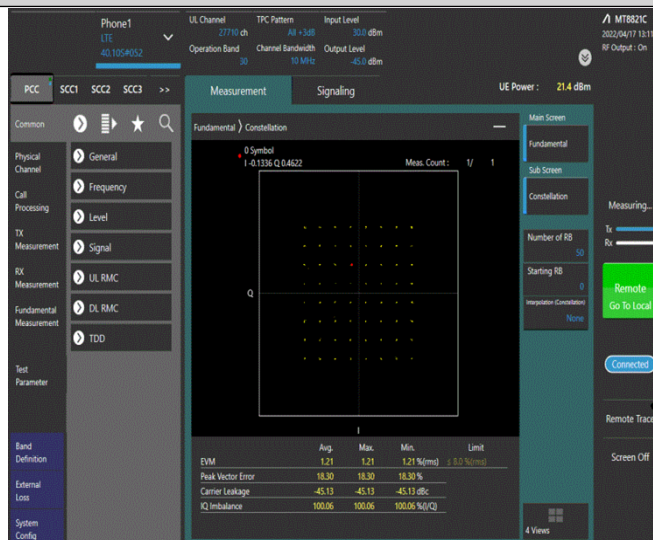 Phone1
LTE
40.10S#052
UL Channel
27710 ch
TPC Pattern
All +3dB
Input Level
30.0 dBm
Operation Band
30
Channel Bandwidth
10 MHz
Output Level
-45.0 dBm
MT8821C
2022/04/17 13:11
RF Output : On
PCC SCC1 SCC2 SCC3 >>
Measurement Signaling
UE Power : 21.4 dBm
Common
Physical
Channel
Call
Processing
TX
Measurement
RX
Measurement
Fundamental
Measurement
Test
Parameter
Band
Definition
External
Loss
System
Config
General
Frequency
Level
Signal
UL RMC
DL RMC
TDD
Fundamental Constellation
0 Symbol
I -0.1336 Q 0.4622
Meas. Count : 1/ 1
Q
I
Avg. Max. Min. Limit
EVM 1.21 1.21 1.21 %(rms) ≤ 8.0 %(rms)
Peak Vector Error 18.30 18.30 18.30 %
Carrier Leakage -45.13 -45.13 -45.13 dBc
IQ Imbalance 100.06 100.06 100.06 %(I/Q)
Main Screen
Fundamental
Sub Screen
Constellation
Number of RB
50
Starting RB
0
Interpolation (Constellation)
None
4 Views
Measuring...
Tx
Rx
Remote
Go To Local
Connected
Remote Trace
Screen Off